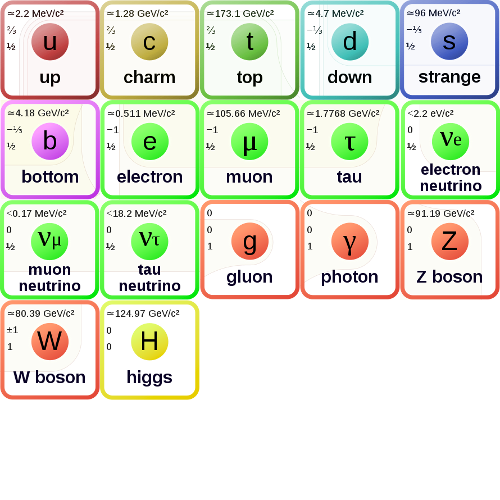 ≃2.2 MeV/c²
⅔
½
u
up
≃1.28 GeV/c²
⅔
½
c
charm
≃173.1 GeV/c²
⅔
½
t
top
≃4.7 MeV/c²
−⅓
½
d
down
≃96 MeV/c²
−⅓
½
s
strange
≃4.18 GeV/c²
−⅓
½
b
bottom
≃0.511 MeV/c²
−1
½
e
electron
≃105.66 MeV/c²
−1
½
μ
muon
≃1.7768 GeV/c²
−1
½
τ
tau
<2.2 eV/c²
0
½
νe
electron
neutrino
<0.17 MeV/c²
0
½
νμ
muon
neutrino
<18.2 MeV/c²
0
½
ντ
tau
neutrino
0
0
1
g
gluon
0
0
1
γ
photon
≃91.19 GeV/c²
0
1
Z
Z boson
≃80.39 GeV/c²
±1
1
W
W boson
≃124.97 GeV/c²
0
0
H
higgs